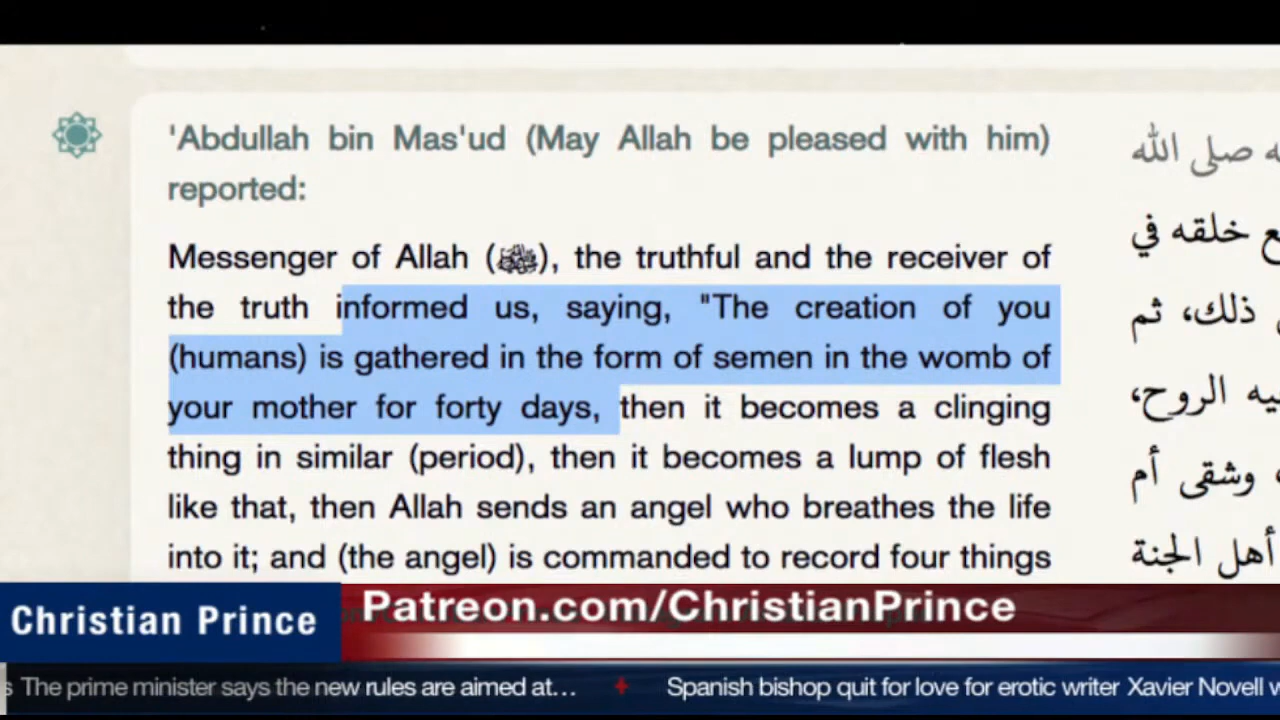 'Abdullah bin Mas'ud (May Allah be pleased with him)
reported:
Messenger of Allah (ﷺ), the truthful and the receiver of
the truth informed us, saying, "The creation of you
(humans) is gathered in the form of semen in the womb of
your mother for forty days, then it becomes a clinging
thing in similar (period), then it becomes a lump of flesh
like that, then Allah sends an angel who breathes the life
into it; and (the angel) is commanded to record four things
صلى الله
خلقه في
ذلك، ثم
الروح،
وشقى أم
أهل الجنة
Christian Prince
Patreon.com/ChristianPrince
s The prime minister says the new rules are aimed at...
Spanish bishop quit for love for erotic writer Xavier Novell